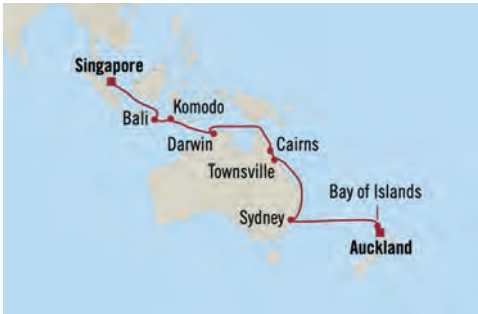 Singapore
Komodo
Bali
Darwin
Cairns
Townsville
Bay of Islands
Sydney
Auckland